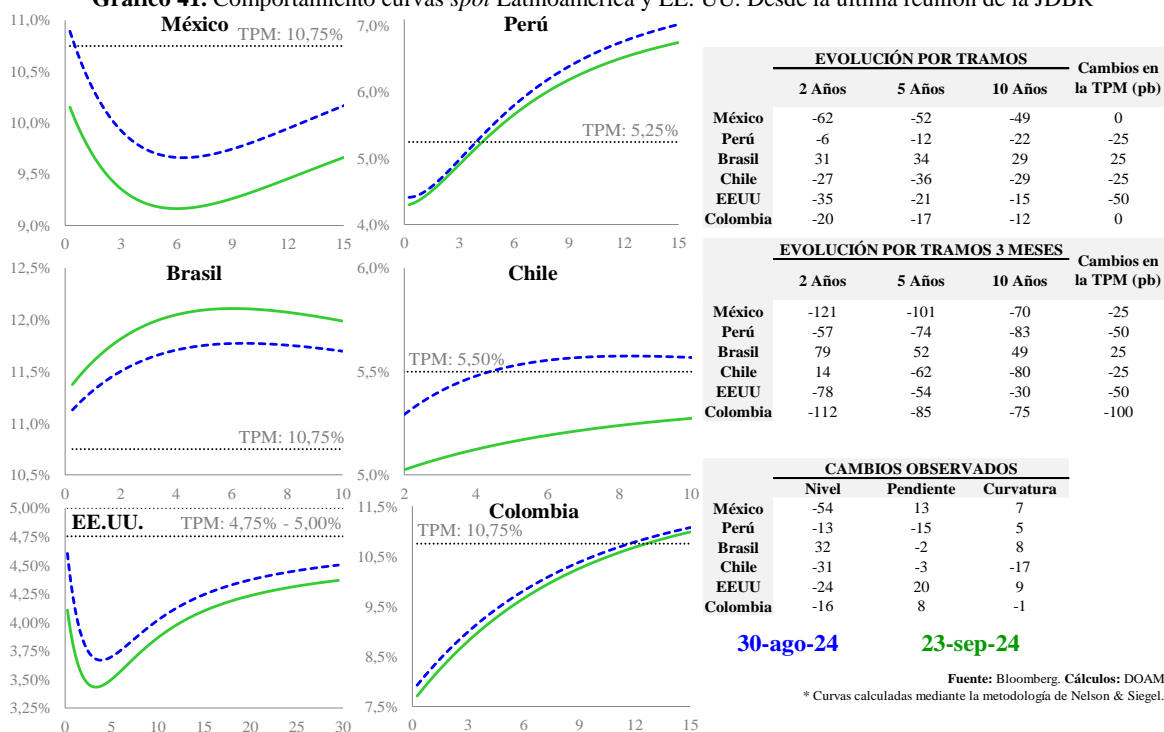 Gráfico 41. Comportamiento curvas spot Latinoamérica y EE. UU. Desde la última reunión de la JDBR
México
TPM: 10,75%
11,0%
10,5%
10,0%
9,5%
9,0%
0 3 6 9 12 15
Perú
7,0%
6,0%
TPM: 5,25%
5,0%
4,0%
0 3 6 9 12 15
Brasil
12,5%
12,0%
11,5%
11,0%
TPM: 10,75%
10,5%
0 2 4 6 8 10
Chile
6,0%
TPM: 5,50%
5,5%
5,0%
2 4 6 8 10
EE.UU.
TPM: 4,75% - 5,00%
5,00%
4,75%
4,50%
4,25%
4,00%
3,75%
3,50%
3,25%
0 5 10 15 20 25 30
Colombia
11,5%
TPM: 10,75%
10,5%
9,5%
8,5%
7,5%
0 3 6 9 12 15
EVOLUCIÓN POR TRAMOS
Cambios en
la TPM (pb)
2 Años 5 Años 10 Años
México -62 -52 -49 0
Perú -6 -12 -22 -25
Brasil 31 34 29 25
Chile -27 -36 -29 -25
EEUU -35 -21 -15 -50
Colombia -20 -17 -12 0
EVOLUCIÓN POR TRAMOS 3 MESES
Cambios en
la TPM (pb)
2 Años 5 Años 10 Años
México -121 -101 -70 -25
Perú -57 -74 -83 -50
Brasil 79 52 49 25
Chile 14 -62 -80 -25
EEUU -78 -54 -30 -50
Colombia -112 -85 -75 -100
CAMBIOS OBSERVADOS
Nivel Pendiente Curvatura
México -54 13 7
Perú -13 -15 5
Brasil 32 -2 8
Chile -31 -3 -17
EEUU -24 20 9
Colombia -16 8 -1
30-ago-24 23-sep-24
Fuente: Bloomberg. Cálculos: DOAM
* Curvas calculadas mediante la metodología de Nelson & Siegel.